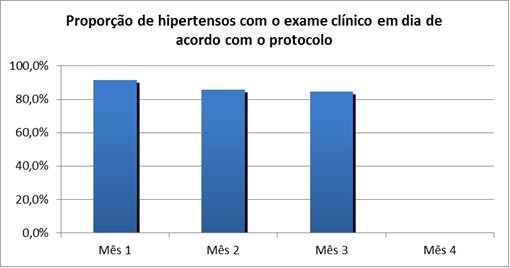 Proporção de hipertensos com o exame clínico em dia de
acordo com o protocolo
100,0%
80,0%
60,0%
40,0%
20,0%
0,0%
Mês 1 Mês 2 Mês 3 Mês 4